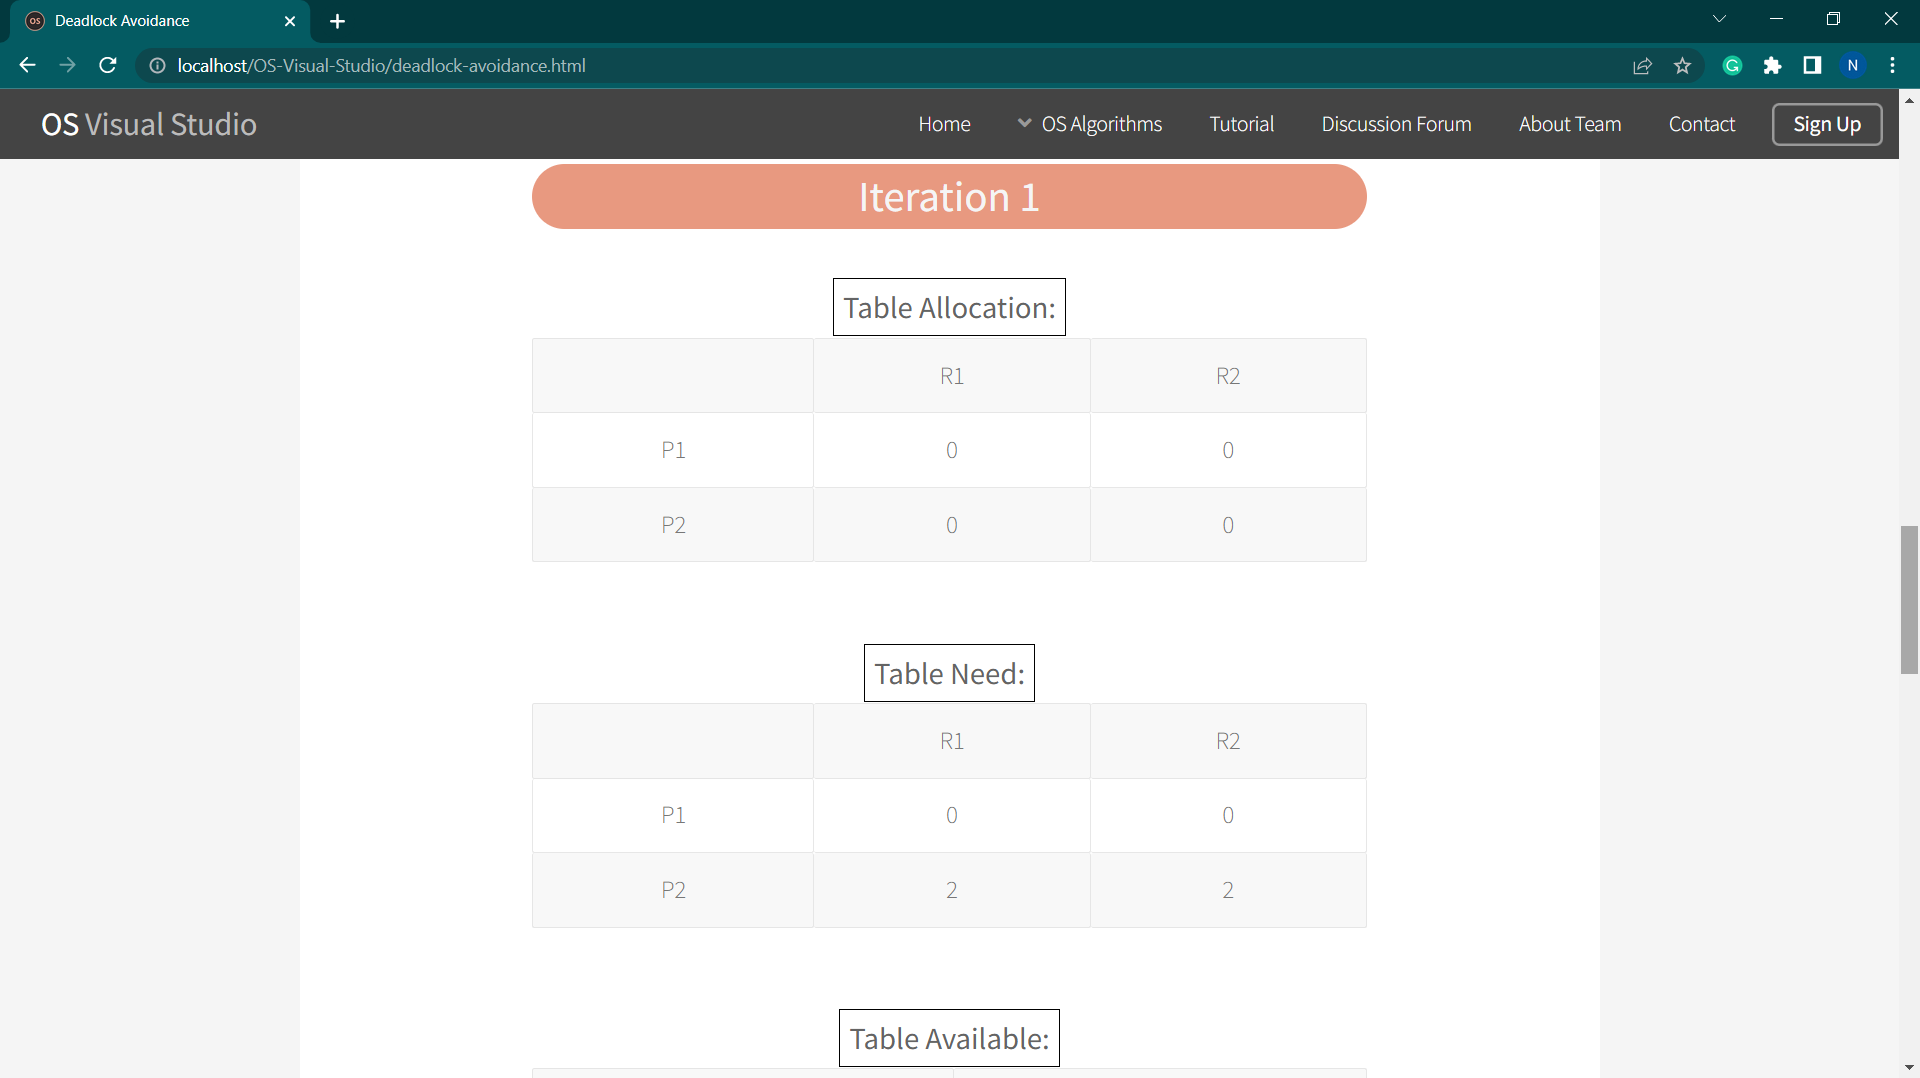 Deadlock Avoidance
localhost/OS-Visual-Studio/deadlock-avoidance.html
N
OS Visual Studio
Home
OS Algorithms
Tutorial
Discussion Forum
About Team
Contact
Sign Up
Iteration 1
Table Allocation:
R1 R2
P1 0 0
P2 0 0
Table Need:
R1 R2
P1 0 0
P2 2 2
Table Available: